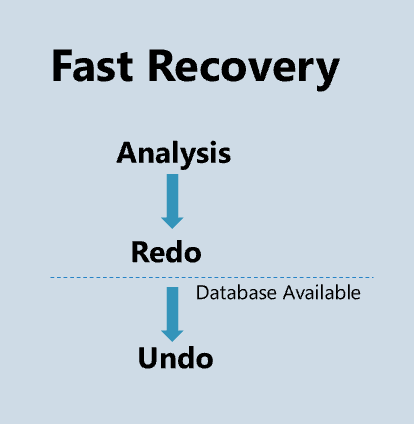 Fast Recovery
Analysis
Redo
Database Available
Undo